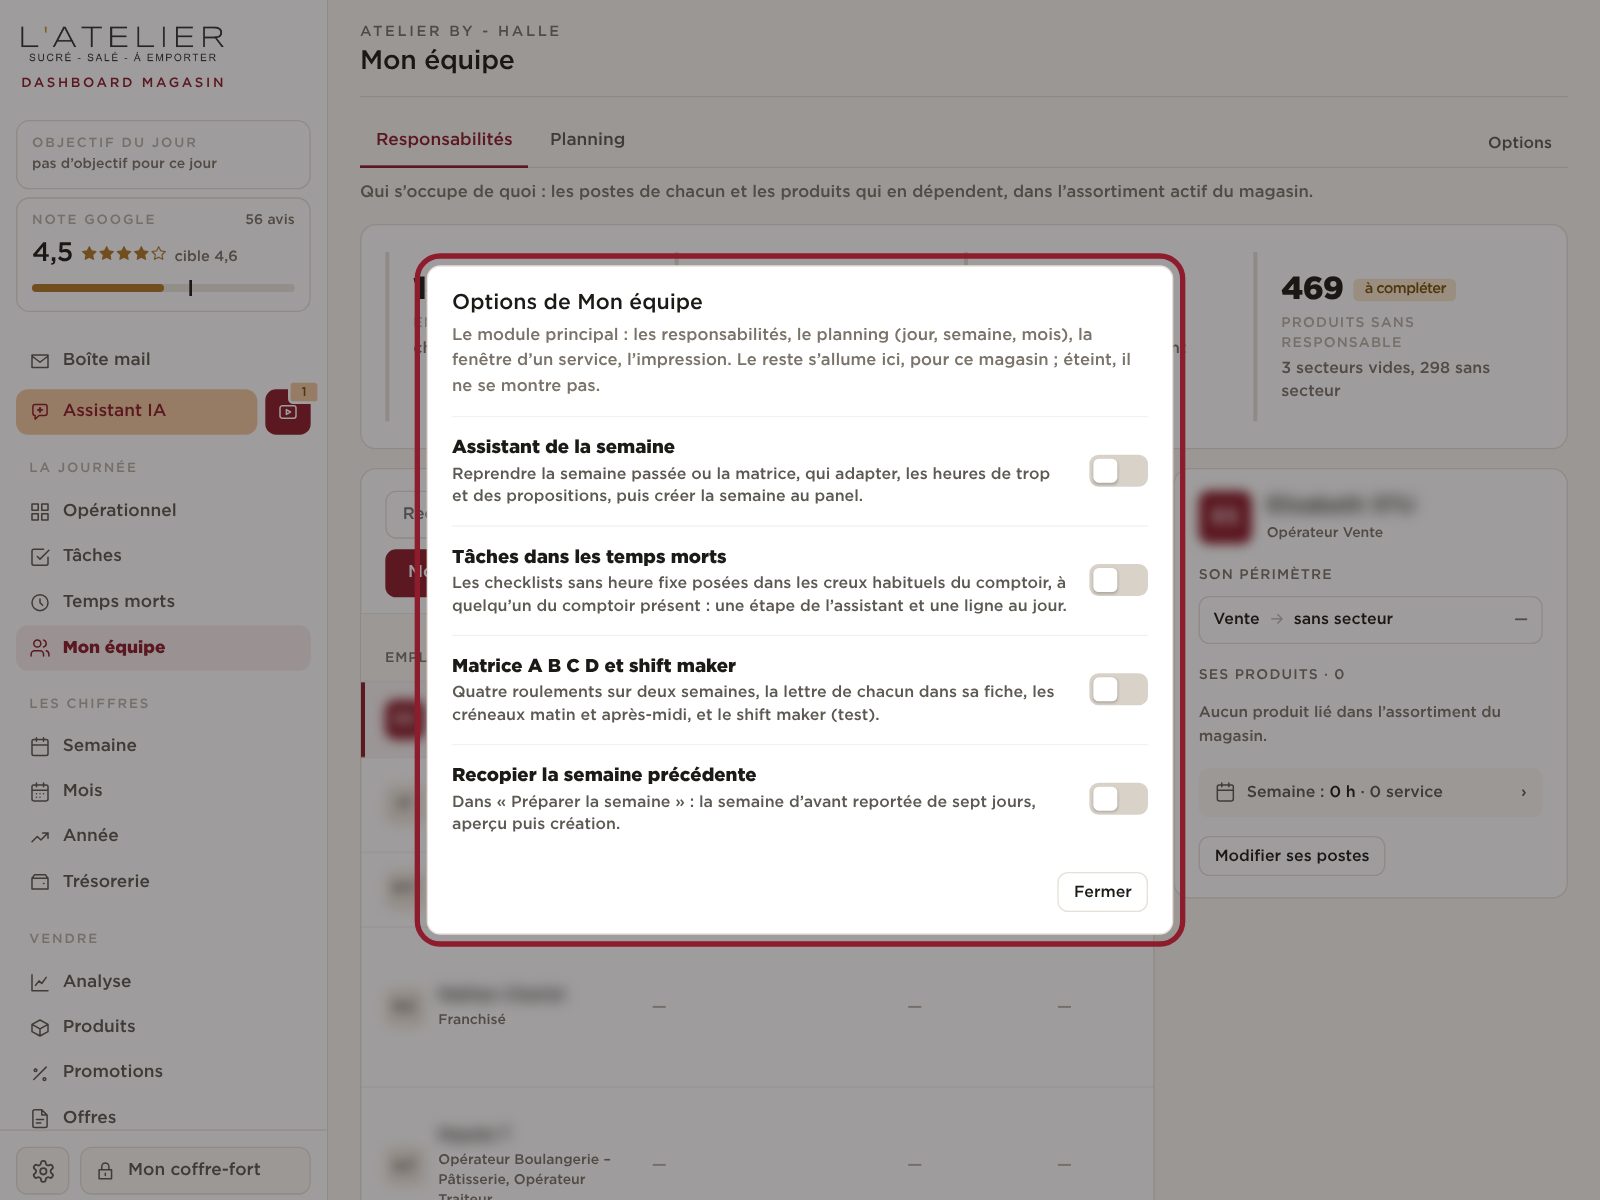 L'ATELIER
SUCRÉ - SALÉ - À EMPORTER
DASHBOARD MAGASIN
OBJECTIF DU JOUR
pas d’objectif pour ce jour
NOTE GOOGLE 56 avis
4,5 cible 4,6
Boîte mail
Assistant IA
1
LA JOURNÉE
Opérationnel
Tâches
Temps morts
Mon équipe
LES CHIFFRES
Semaine
Mois
Année
Trésorerie
VENDRE
Analyse
Produits
Promotions
Offres
Mon coffre-fort
ATELIER BY - HALLE
Mon équipe
Responsabilités Planning Options
Qui s’occupe de quoi : les postes de chacun et les produits qui en dépendent, dans l’assortiment actif du magasin.
469 à compléter
PRODUITS SANS
RESPONSABLE
3 secteurs vides, 298 sans
secteur
Options de Mon équipe
Le module principal : les responsabilités, le planning (jour, semaine, mois), la
fenêtre d’un service, l’impression. Le reste s’allume ici, pour ce magasin ; éteint, il
ne se montre pas.
Assistant de la semaine
Reprendre la semaine passée ou la matrice, qui adapter, les heures de trop
et des propositions, puis créer la semaine au panel.
Tâches dans les temps morts
Les checklists sans heure fixe posées dans les creux habituels du comptoir, à
quelqu’un du comptoir présent : une étape de l’assistant et une ligne au jour.
Matrice A B C D et shift maker
Quatre roulements sur deux semaines, la lettre de chacun dans sa fiche, les
créneaux matin et après-midi, et le shift maker (test).
Recopier la semaine précédente
Dans « Préparer la semaine » : la semaine d’avant reportée de sept jours,
aperçu puis création.
Fermer
Franchisé
— — —
Opérateur Boulangerie –
Pâtisserie, Opérateur
Traiteur
— — —
Opérateur Vente
SON PÉRIMÈTRE
Vente → sans secteur —
SES PRODUITS · 0
Aucun produit lié dans l’assortiment du
magasin.
Semaine : 0 h · 0 service ›
Modifier ses postes